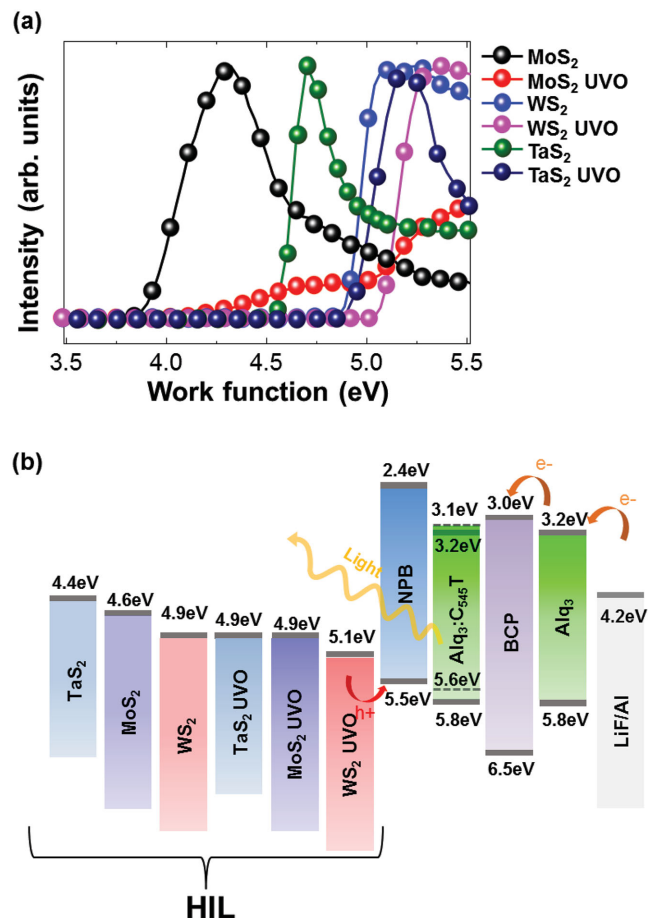 (a)
Intensity (arb. units)
MoS₂
MoS₂ UVO
WS₂
WS₂ UVO
TaS₂
TaS₂ UVO
3.5 4.0 4.5 5.0 5.5
Work function (eV)
(b)
2.4eV
e-
3.1eV
3.0eV
e-
3.2eV
3.2eV
Light
NPB
Alq₃:C₅₄₅T
BCP
Alq₃
4.4eV
4.6eV
4.9eV
4.9eV
4.9eV
5.1eV
4.2eV
TaS₂
MoS₂
WS₂
TaS₂ UVO
MoS₂ UVO
WS₂ UVO
h+
5.5eV
5.6eV
5.8eV
6.5eV
5.8eV
LiF/Al
HIL